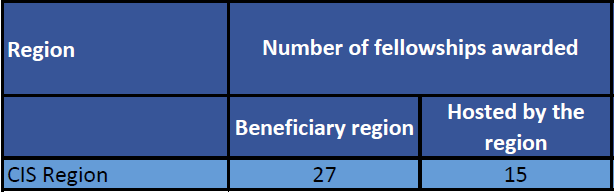 Region
Number of fellowships awarded
Beneficiary region
Hosted by the
region
CIS Region
27
15